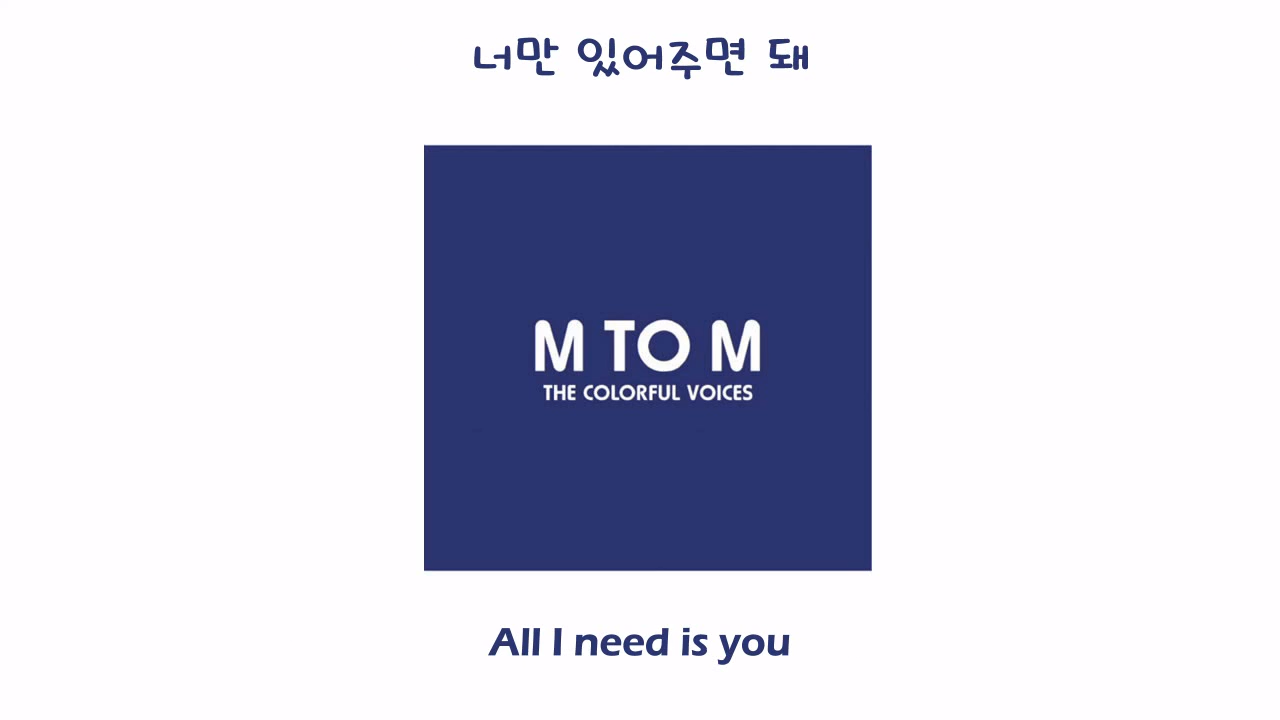 너만 있어주면 돼
M TO M
THE COLORFUL VOICES
All I need is you